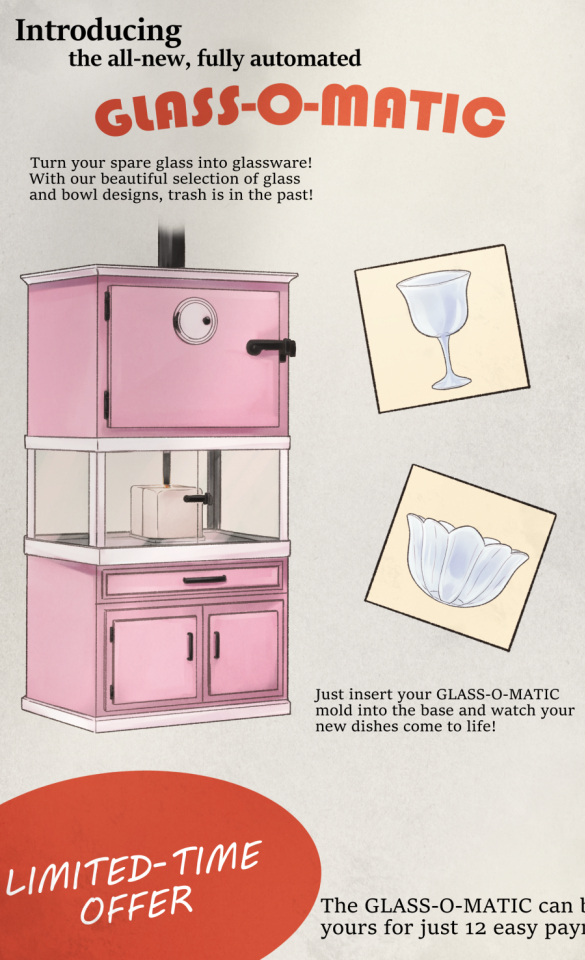 Introducing
the all-new, fully automated
GLASS-O-MATIC
Turn your spare glass into glassware!
With our beautiful selection of glass
and bowl designs, trash is in the past!
Just insert your GLASS-O-MATIC
mold into the base and watch your
new dishes come to life!
LIMITED-TIME
OFFER
The GLASS-O-MATIC can
yours for just 12 easy